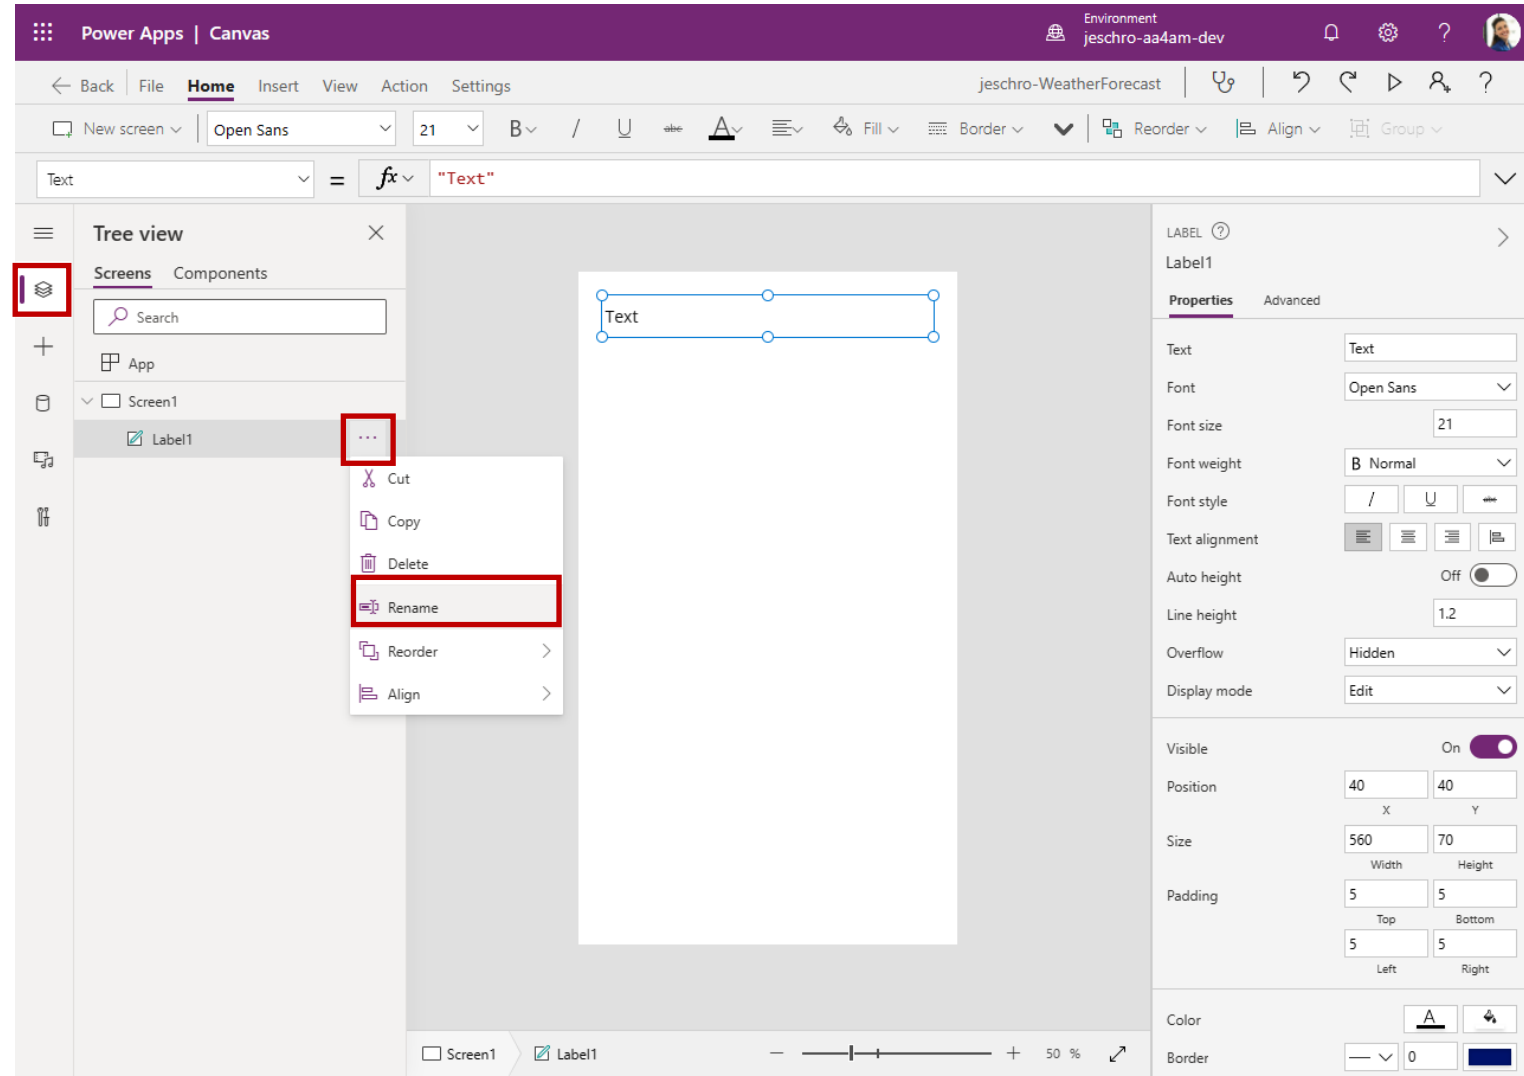 Power Apps | Canvas
Environment
jeschro-aa4am-dev
?
Back File Home Insert View Action Settings
jeschro-WeatherForecast
?
New screen
Open Sans
21
B / U abc A
Fill
Border
Reorder
Align
Group
Text
=
fx
"Text"
Tree view
Screens Components
Search
App
Screen1
Label1
...
Cut
Copy
Delete
Rename
Reorder
Align
Text
LABEL ?
Label1
Properties Advanced
Text Text
Font Open Sans
Font size 21
Font weight B Normal
Font style / U abc
Text alignment
Auto height Off
Line height 1.2
Overflow Hidden
Display mode Edit
Visible On
Position 40 40
X Y
Size 560 70
Width Height
Padding 5 5
Top Bottom
5 5
Left Right
Color A
Border 0
Screen1 Label1
50 %